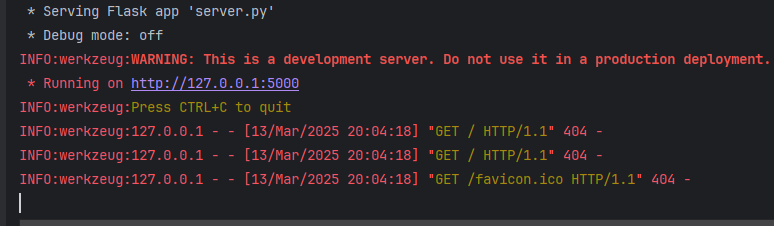 * Serving Flask app 'server.py'
* Debug mode: off
INFO:werkzeug:WARNING: This is a development server. Do not use it in a production deployment.
* Running on http://127.0.0.1:5000
INFO:werkzeug:Press CTRL+C to quit
INFO:werkzeug:127.0.0.1 - - [13/Mar/2025 20:04:18] "GET / HTTP/1.1" 404 -
INFO:werkzeug:127.0.0.1 - - [13/Mar/2025 20:04:18] "GET / HTTP/1.1" 404 -
INFO:werkzeug:127.0.0.1 - - [13/Mar/2025 20:04:18] "GET /favicon.ico HTTP/1.1" 404 -